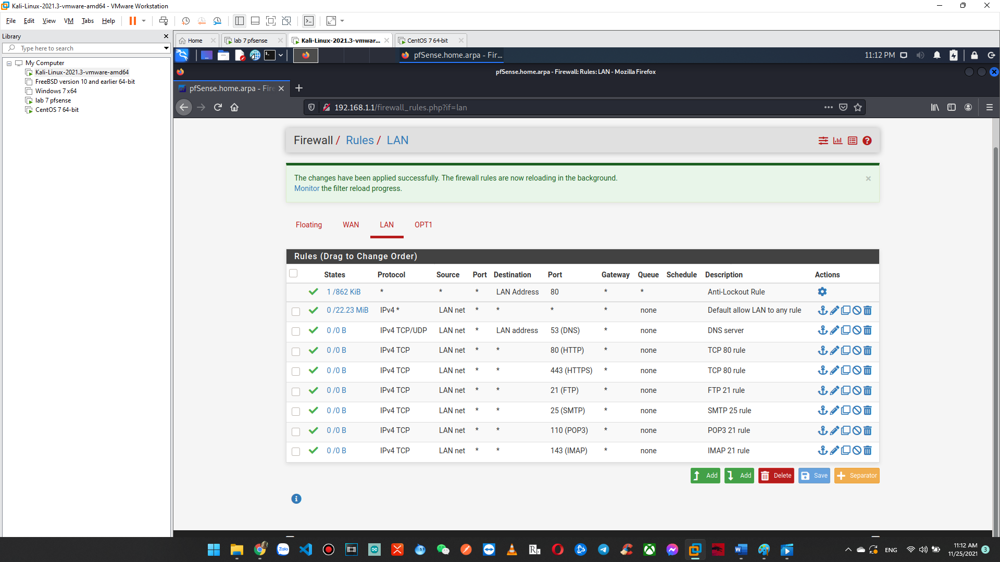 Kali-Linux-2021.3-vmware-amd64 - VMware Workstation
File Edit View VM Tabs Help
Library
Type here to search
My Computer
Kali-Linux-2021.3-vmware-amd64
FreeBSD version 10 and earlier 64-bit
Windows 7 x64
lab 7 pfsense
CentOS 7 64-bit
Home lab 7 pfsense Kali-Linux-2021.3-vmwar... CentOS 7 64-bit
pfSense.home.arpa - Fir... 11:12 PM
pfSense.home.arpa - Firewall: Rules: LAN - Mozilla Firefox
pfSense.home.arpa - Fire
192.168.1.1/firewall_rules.php?if=lan
Firewall / Rules / LAN
The changes have been applied successfully. The firewall rules are now reloading in the background.
Monitor the filter reload progress.
Floating WAN LAN OPT1
Rules (Drag to Change Order)
States Protocol Source Port Destination Port Gateway Queue Schedule Description Actions
1 /862 KiB * * * LAN Address 80 * * Anti-Lockout Rule
0 /22.23 MiB IPv4 * LAN net * * * * none Default allow LAN to any rule
0 /0 B IPv4 TCP/UDP LAN net * LAN address 53 (DNS) * none DNS server
0 /0 B IPv4 TCP LAN net * * 80 (HTTP) * none TCP 80 rule
0 /0 B IPv4 TCP LAN net * * 443 (HTTPS) * none TCP 80 rule
0 /0 B IPv4 TCP LAN net * * 21 (FTP) * none FTP 21 rule
0 /0 B IPv4 TCP LAN net * * 25 (SMTP) * none SMTP 25 rule
0 /0 B IPv4 TCP LAN net * * 110 (POP3) * none POP3 21 rule
0 /0 B IPv4 TCP LAN net * * 143 (IMAP) * none IMAP 21 rule
Add Add Delete Save Separator
Zalo
ENG
11:12 AM
11/25/2021
3